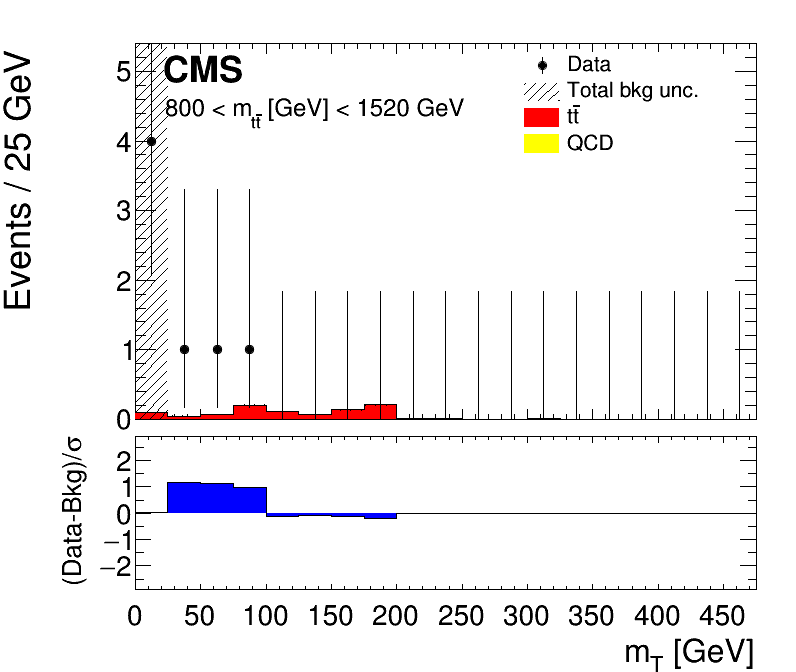 CMS
800 < m_tt̄ [GeV] < 1520 GeV
Data
Total bkg unc.
tt̄
QCD
Events / 25 GeV
5
4
3
2
1
0
(Data-Bkg)/σ
2
1
0
−1
−2
0 50 100 150 200 250 300 350 400 450
m_T [GeV]